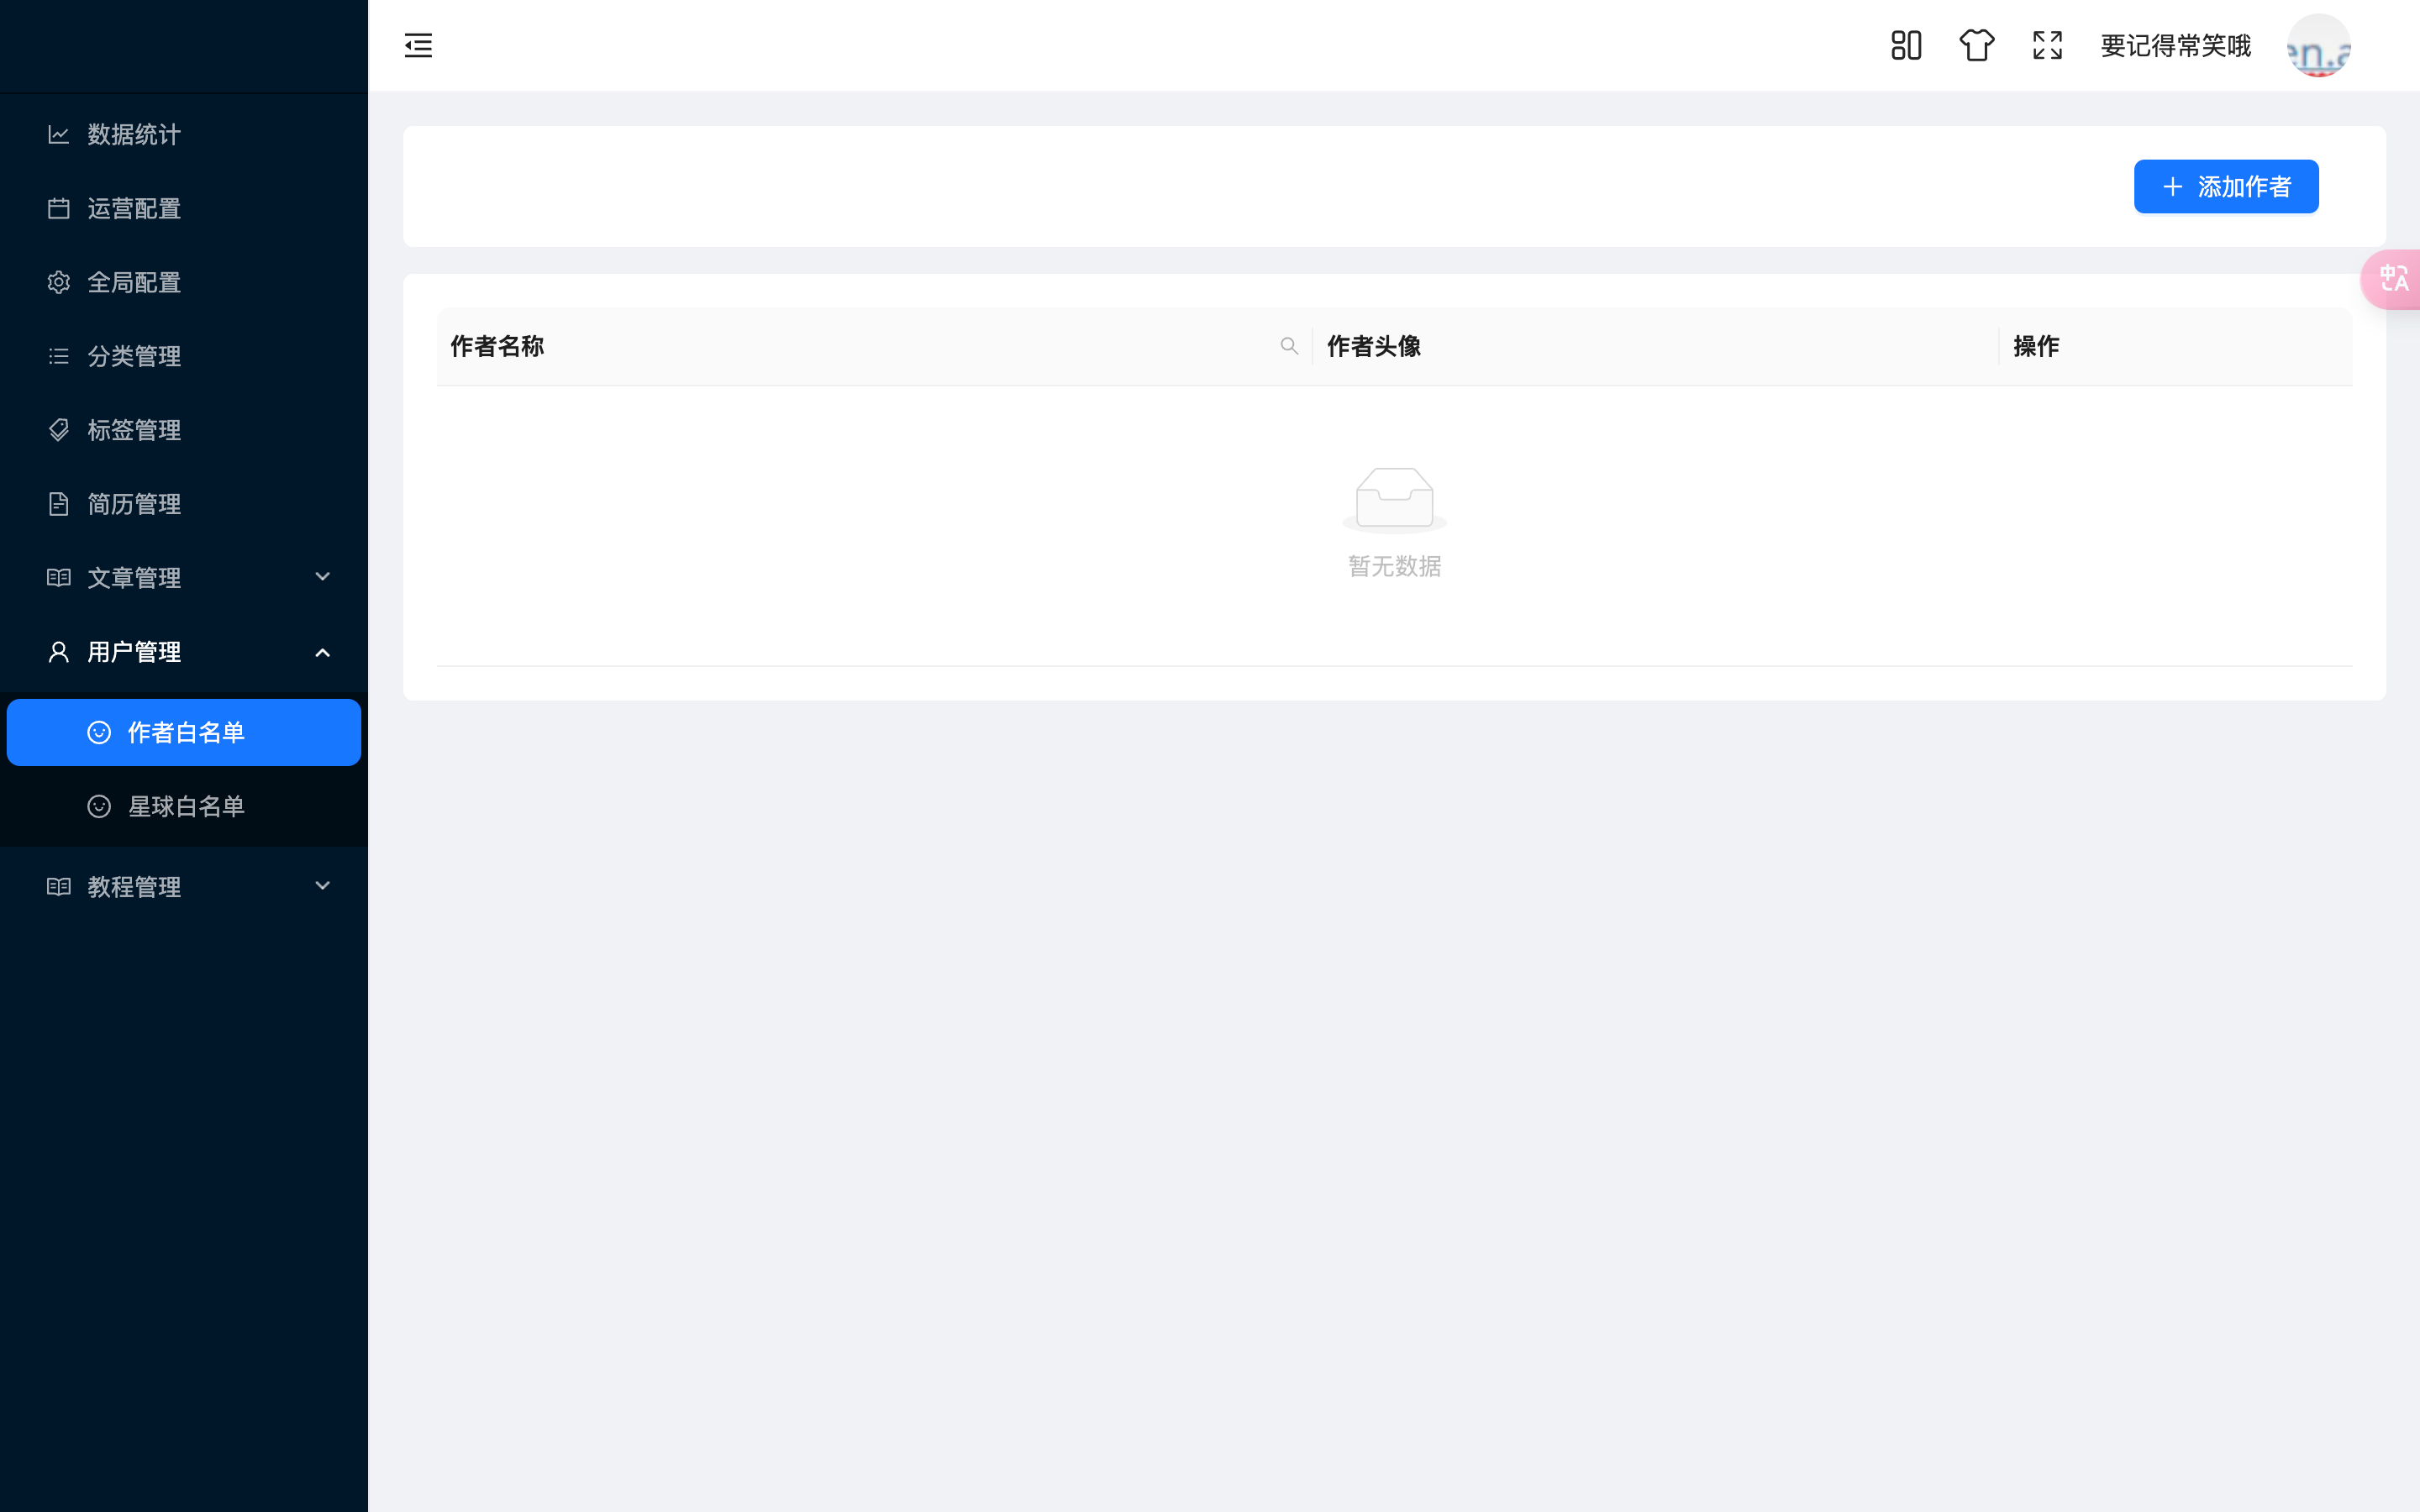 要记得常笑哦
en.a
数据统计
运营配置
全局配置
分类管理
标签管理
简历管理
文章管理
用户管理
作者白名单
星球白名单
教程管理
添加作者
中A
作者名称
作者头像
操作
暂无数据